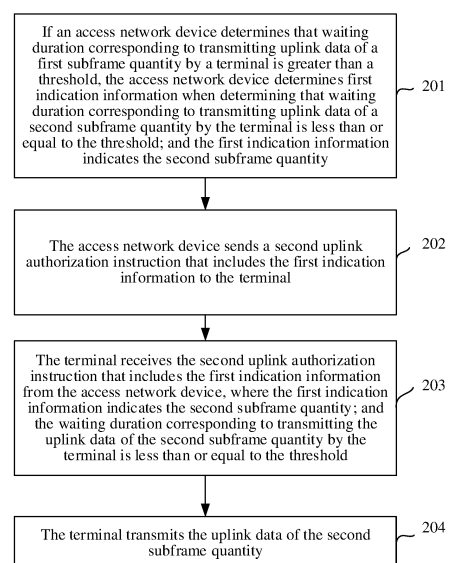 If an access network device determines that waiting
duration corresponding to transmitting uplink data of a
first subframe quantity by a terminal is greater than a
threshold, the access network device determines first
indication information when determining that waiting
duration corresponding to transmitting uplink data of a
second subframe quantity by the terminal is less than or
equal to the threshold; and the first indication information
indicates the second subframe quantity
201
The access network device sends a second uplink
authorization instruction that includes the first indication
information to the terminal
202
The terminal receives the second uplink authorization
instruction that includes the first indication information
from the access network device, where the first indication
information indicates the second subframe quantity; and
the waiting duration corresponding to transmitting the
uplink data of the second subframe quantity by the
terminal is less than or equal to the threshold
203
The terminal transmits the uplink data of the second
subframe quantity
204